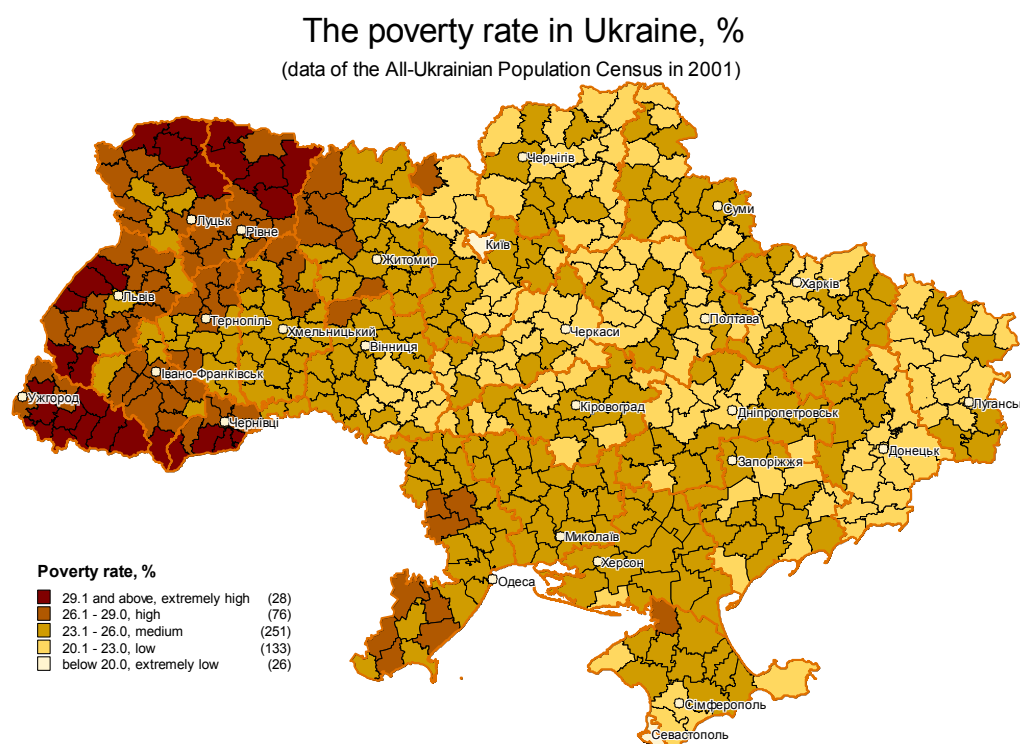 The poverty rate in Ukraine, %
(data of the All-Ukrainian Population Census in 2001)
Чернігів
Суми
Луцьк
Рівне
Київ
Житомир
Харків
Львів
Тернопіль
Полтава
Хмельницький
Черкаси
Вінниця
Івано-Франківськ
Ужгород
Луганськ
Кіровоград
Дніпропетровськ
Чернівці
Донецьк
Запоріжжя
Миколаїв
Херсон
Одеса
Сімферополь
Севастополь
Poverty rate, %
29.1 and above, extremely high (28)
26.1 - 29.0, high (76)
23.1 - 26.0, medium (251)
20.1 - 23.0, low (133)
below 20.0, extremely low (26)